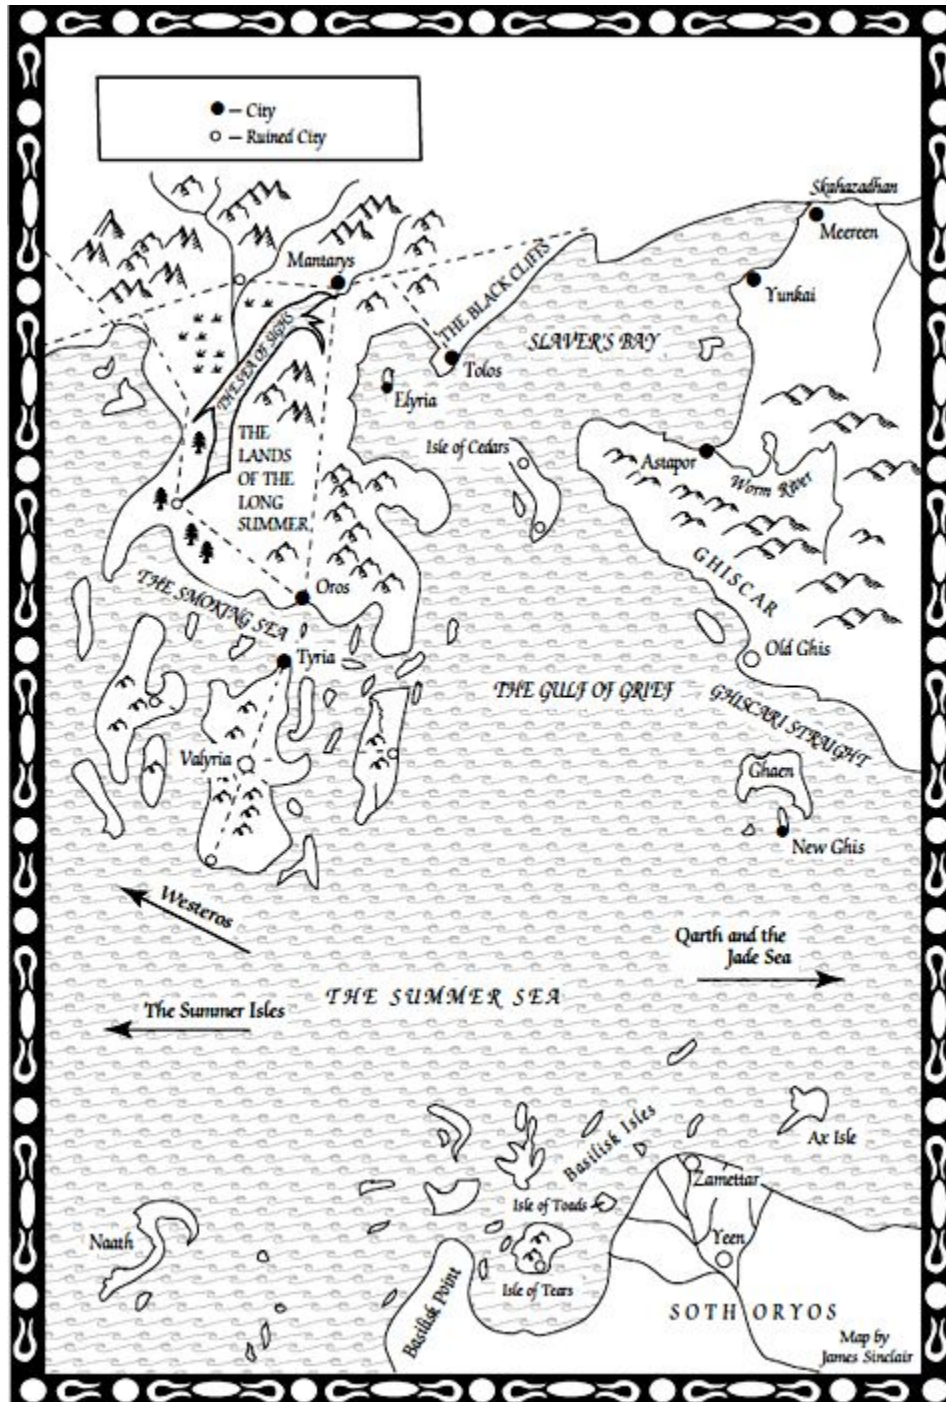 – City
– Ruined City
Skahazadhan
Meereen
Mantarys
THE BLACK CLIFFS
Yunkai
SLAVER'S BAY
THE SEA OF SIGHS
Tolos
Elyria
THE
LANDS
OF THE
LONG
SUMMER
Isle of Cedars
Astapor
Worm River
GHISCAR
THE SMOKING SEA
Oros
Tyria
Old Ghis
THE GULF OF GRIEF
GHISCARI STRAUGHT
Valyria
Ghaen
New Ghis
Westeros
Qarth and the
Jade Sea
THE SUMMER SEA
The Summer Isles
Basilisk Isles
Ax Isle
Zamettar
Isle of Toads
Naath
Yeen
Isle of Tears
Basilisk Point
SOTHORYOS
Map by
James Sinclair